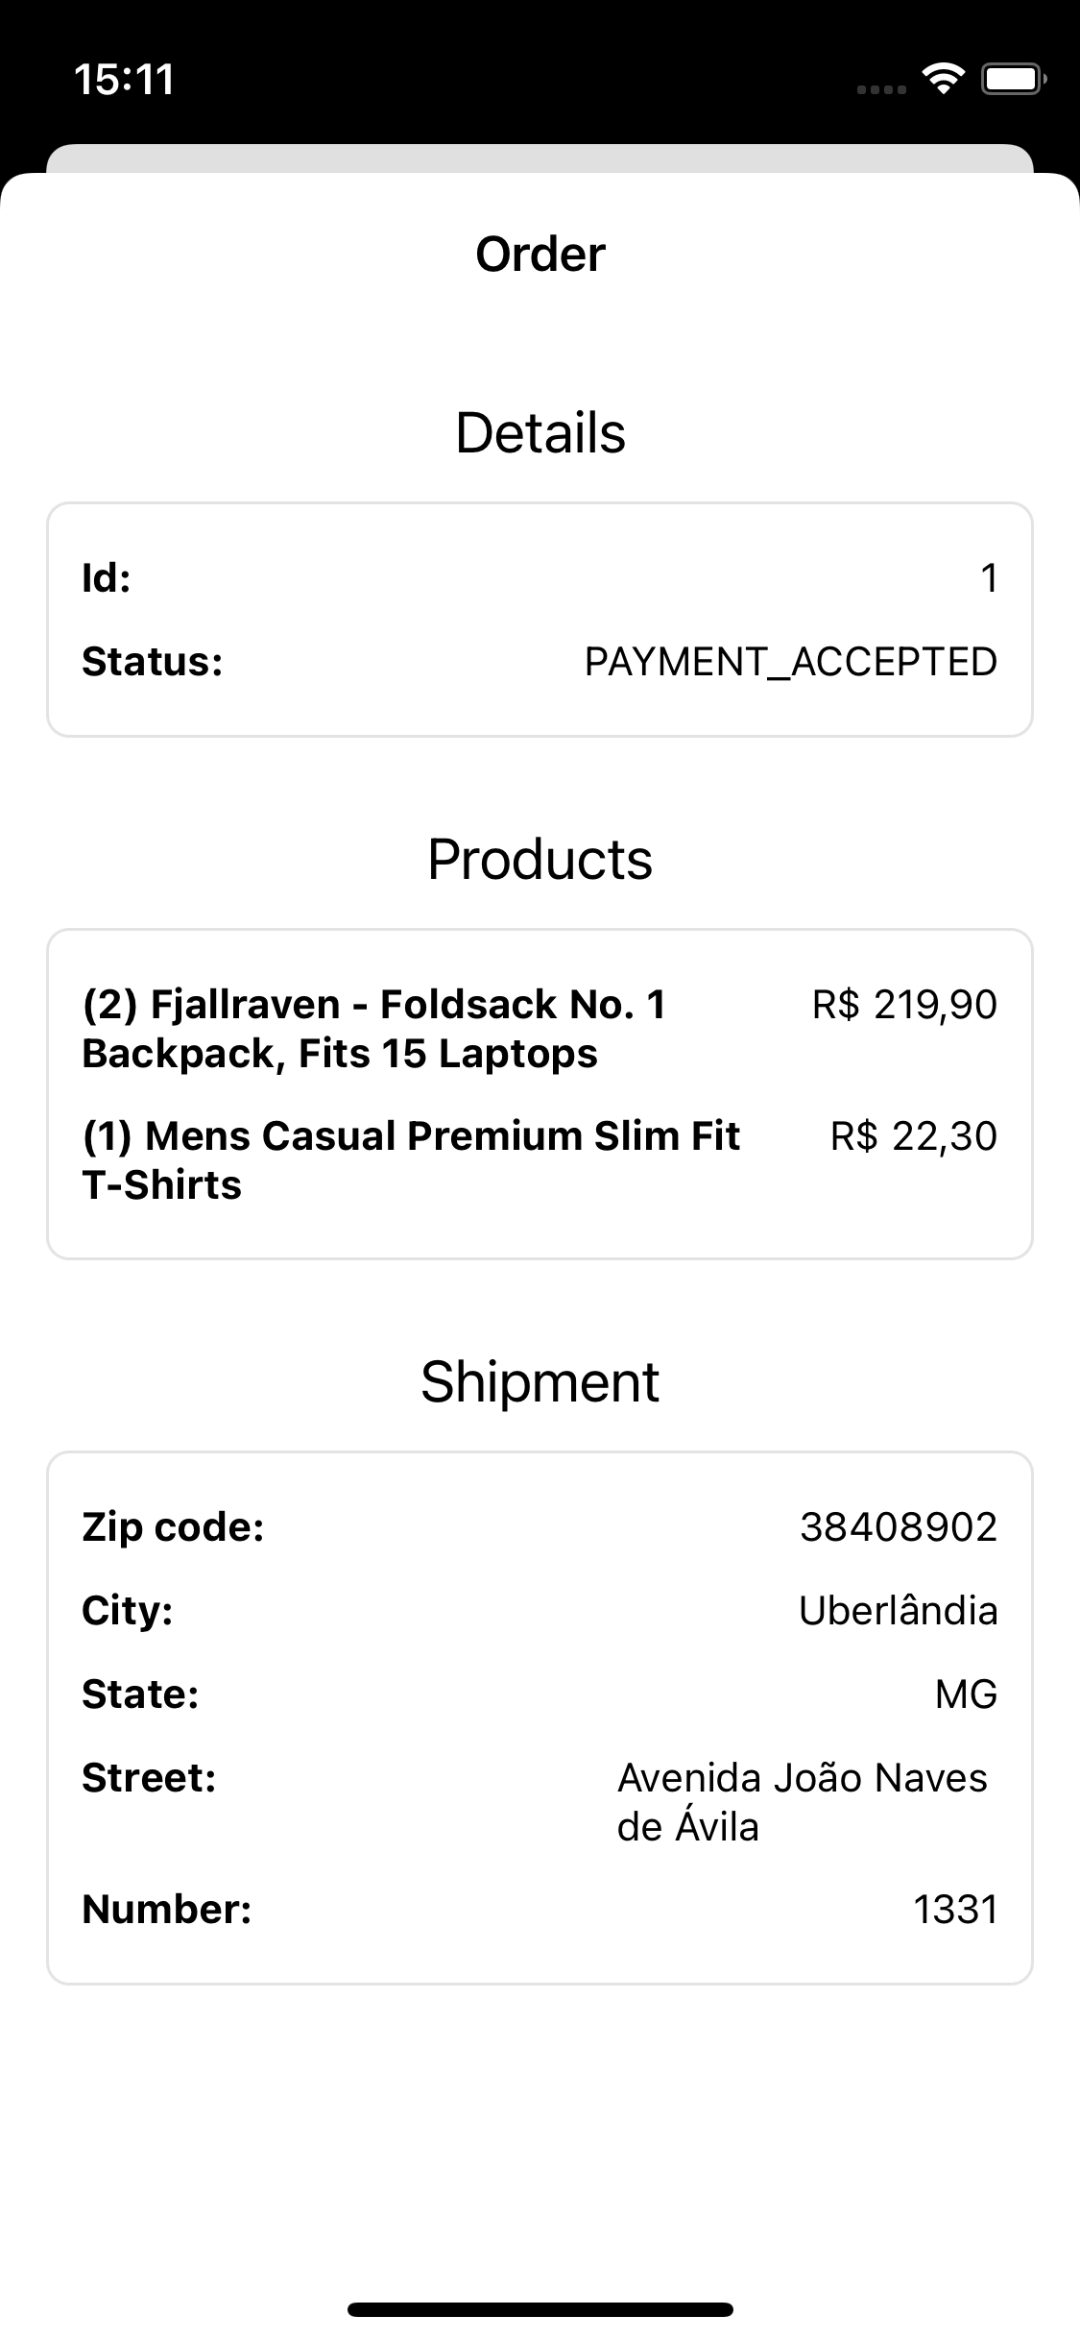 15:11
Order
Details
Id: 1
Status: PAYMENT_ACCEPTED
Products
(2) Fjallraven - Foldsack No. 1 R$ 219,90
Backpack, Fits 15 Laptops
(1) Mens Casual Premium Slim Fit R$ 22,30
T-Shirts
Shipment
Zip code: 38408902
City: Uberlândia
State: MG
Street: Avenida João Naves
de Ávila
Number: 1331